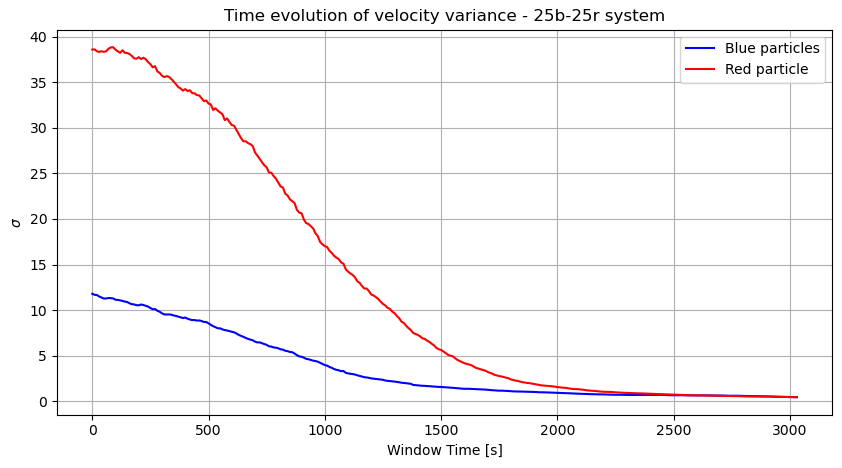 Time evolution of velocity variance - 25b-25r system
40
35
30
25
20
15
10
5
0
σ
Blue particles
Red particle
0 500 1000 1500 2000 2500 3000
Window Time [s]